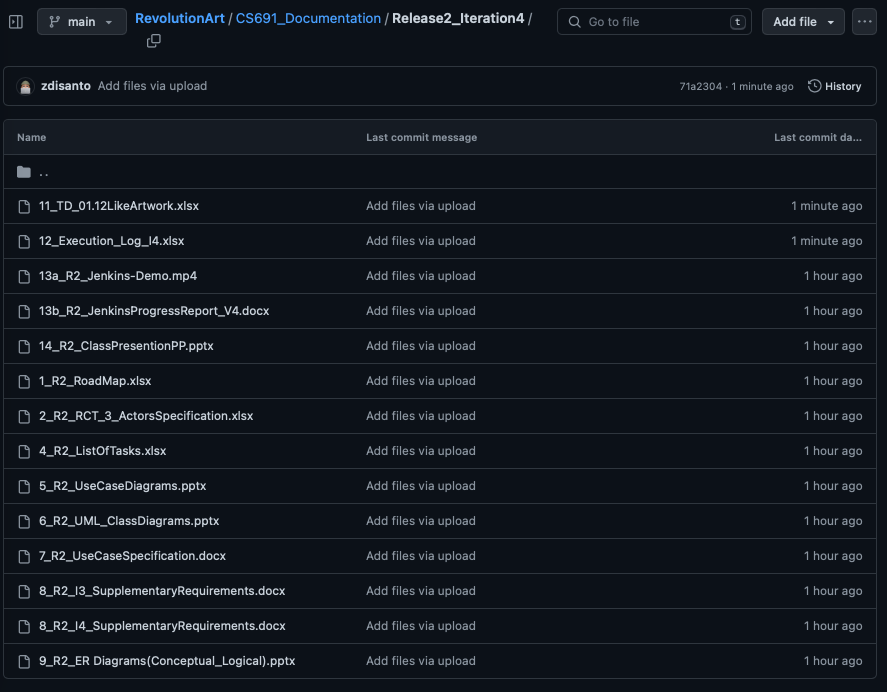 main
RevolutionArt / CS691_Documentation / Release2_Iteration4 /
Go to file
t
Add file
zdisanto Add files via upload
71a2304 · 1 minute ago
History
Name Last commit message Last commit da...
..
11_TD_01.12LikeArtwork.xlsx Add files via upload 1 minute ago
12_Execution_Log_I4.xlsx Add files via upload 1 minute ago
13a_R2_Jenkins-Demo.mp4 Add files via upload 1 hour ago
13b_R2_JenkinsProgressReport_V4.docx Add files via upload 1 hour ago
14_R2_ClassPresentionPP.pptx Add files via upload 1 hour ago
1_R2_RoadMap.xlsx Add files via upload 1 hour ago
2_R2_RCT_3_ActorsSpecification.xlsx Add files via upload 1 hour ago
4_R2_ListOfTasks.xlsx Add files via upload 1 hour ago
5_R2_UseCaseDiagrams.pptx Add files via upload 1 hour ago
6_R2_UML_ClassDiagrams.pptx Add files via upload 1 hour ago
7_R2_UseCaseSpecification.docx Add files via upload 1 hour ago
8_R2_I3_SupplementaryRequirements.docx Add files via upload 1 hour ago
8_R2_I4_SupplementaryRequirements.docx Add files via upload 1 hour ago
9_R2_ER Diagrams(Conceptual_Logical).pptx Add files via upload 1 hour ago